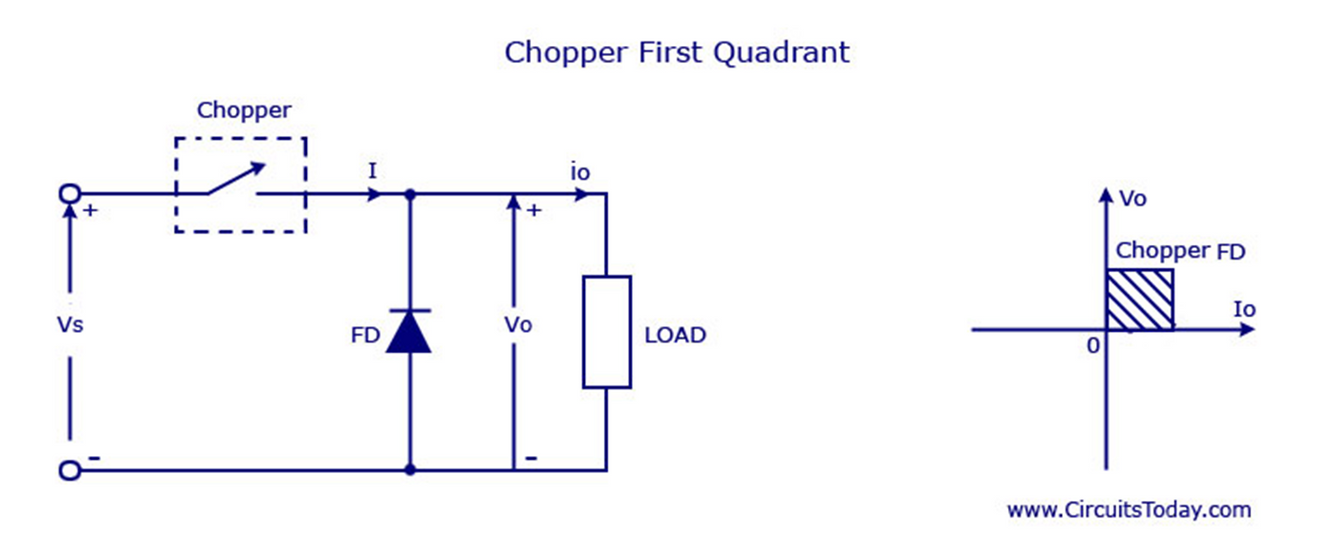 Chopper First Quadrant
Chopper
I
io
+
+
Vs
FD
Vo
LOAD
-
-
Vo
Chopper FD
Io
0
www.CircuitsToday.com